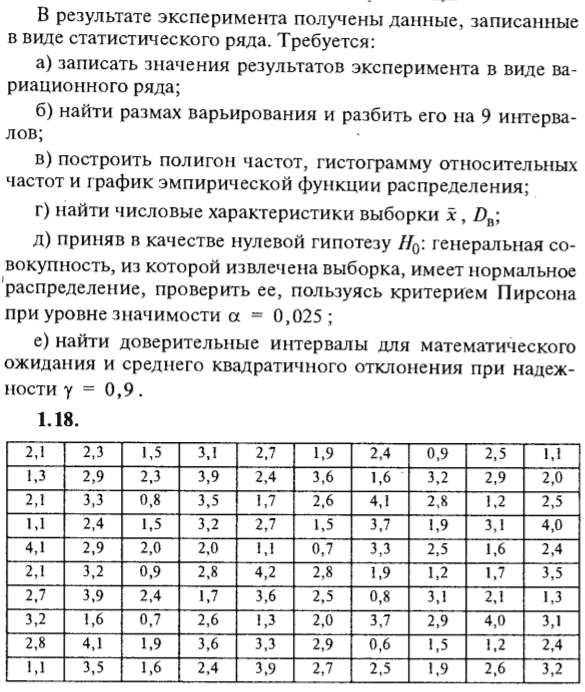 В результате эксперимента получены данные, записанные
в виде статистического ряда. Требуется:
а) записать значения результатов эксперимента в виде ва-
риационного ряда;
б) найти размах варьирования и разбить его на 9 интерва-
лов;
в) построить полигон частот, гистограмму относительных
частот и график эмпирической функции распределения;
г) найти числовые характеристики выборки x̄, Dв;
д) приняв в качестве нулевой гипотезу H₀: генеральная со-
вокупность, из которой извлечена выборка, имеет нормальное
распределение, проверить ее, пользуясь критерием Пирсона
при уровне значимости α = 0,025;
е) найти доверительные интервалы для математического
ожидания и среднего квадратичного отклонения при надеж-
ности γ = 0,9.
1.18.
2,1 2,3 1,5 3,1 2,7 1,9 2,4 0,9 2,5 1,1
1,3 2,9 2,3 3,9 2,4 3,6 1,6 3,2 2,9 2,0
2,1 3,3 0,8 3,5 1,7 2,6 4,1 2,8 1,2 2,5
1,1 2,4 1,5 3,2 2,7 1,5 3,7 1,9 3,1 4,0
4,1 2,9 2,0 2,0 1,1 0,7 3,3 2,5 1,6 2,4
2,1 3,2 0,9 2,8 4,2 2,8 1,9 1,2 1,7 3,5
2,7 3,9 2,4 1,7 3,6 2,5 0,8 3,1 2,1 1,3
3,2 1,6 0,7 2,6 1,3 2,0 3,7 2,9 4,0 3,1
2,8 4,1 1,9 3,6 3,3 2,9 0,6 1,5 1,2 2,4
1,1 3,5 1,6 2,4 3,9 2,7 2,5 1,9 2,6 3,2